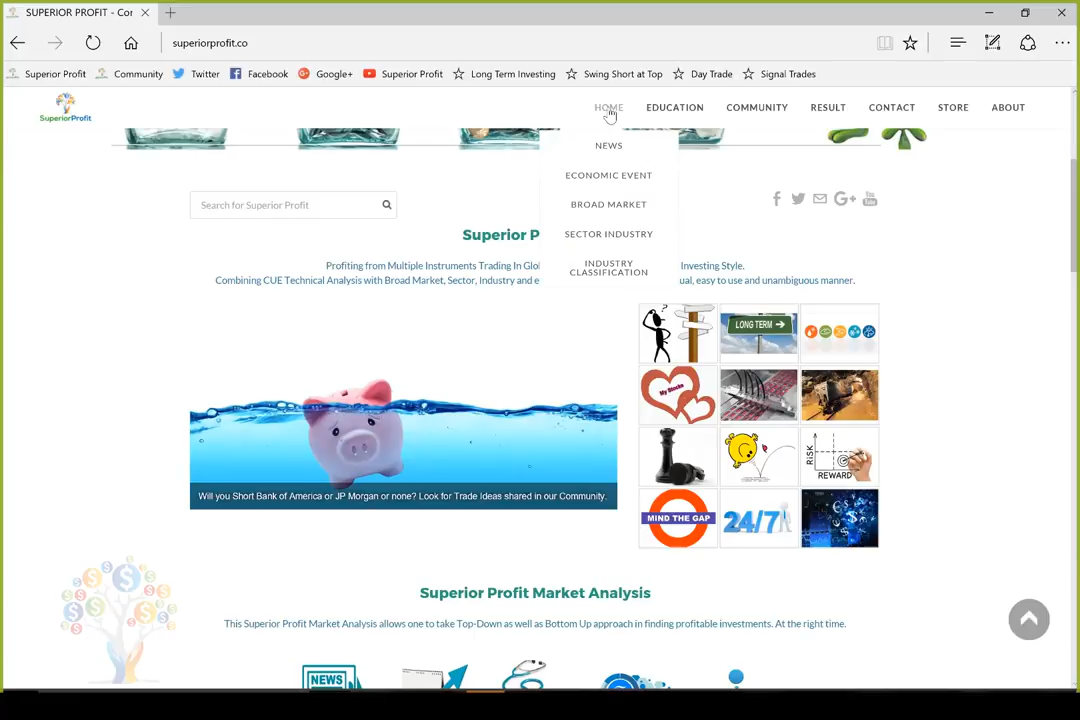 SUPERIOR PROFIT - Cor
superiorprofit.co
Superior Profit Community Twitter Facebook Google+ Superior Profit Long Term Investing Swing Short at Top Day Trade Signal Trades
SuperiorProfit
HOME EDUCATION COMMUNITY RESULT CONTACT STORE ABOUT
NEWS
ECONOMIC EVENT
BROAD MARKET
SECTOR INDUSTRY
INDUSTRY
CLASSIFICATION
Search for Superior Profit
G+ You Tube
Superior P
Profiting from Multiple Instruments Trading In Glo Investing Style.
Combining CUE Technical Analysis with Broad Market, Sector, Industry and e ual, easy to use and unambiguous manner.
LONG TERM
My Stocks
RISK
REWARD
MIND THE GAP
24/7
Will you Short Bank of America or JP Morgan or none? Look for Trade Ideas shared in our Community.
Superior Profit Market Analysis
This Superior Profit Market Analysis allows one to take Top-Down as well as Bottom Up approach in finding profitable investments. At the right time.
NEWS